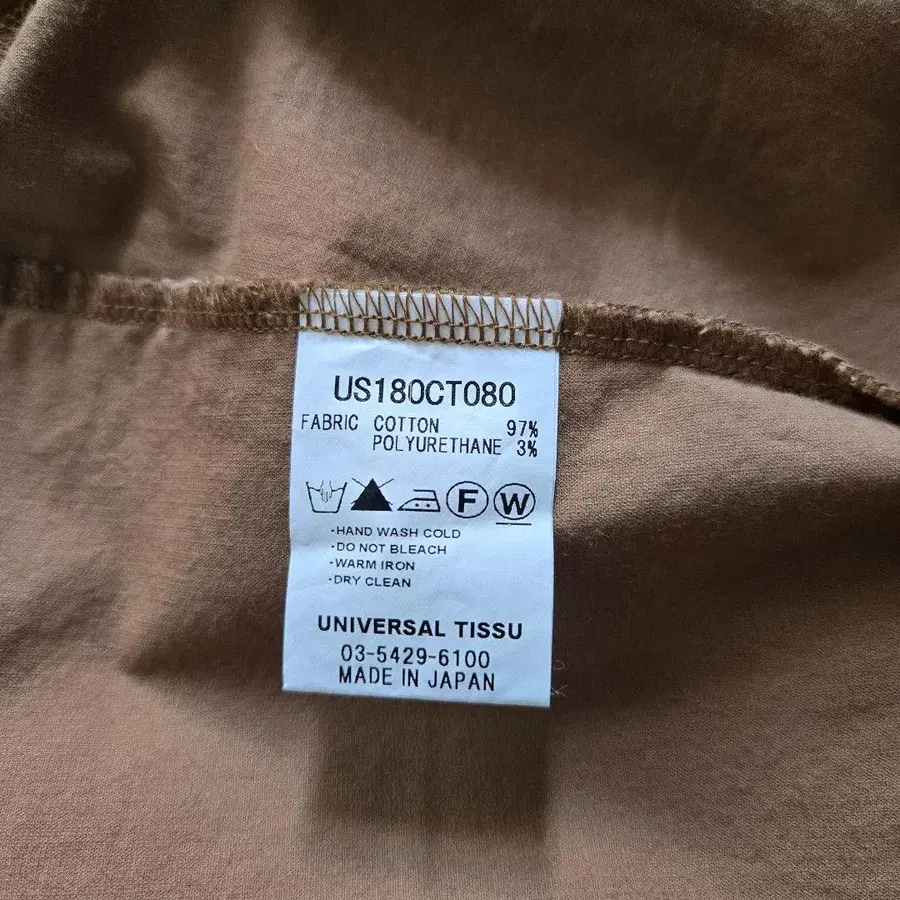 US180CT080
FABRIC COTTON 97%
POLYURETHANE 3%
F W
·HAND WASH COLD
·DO NOT BLEACH
·WARM IRON
·DRY CLEAN
UNIVERSAL TISSU
03-5429-6100
MADE IN JAPAN